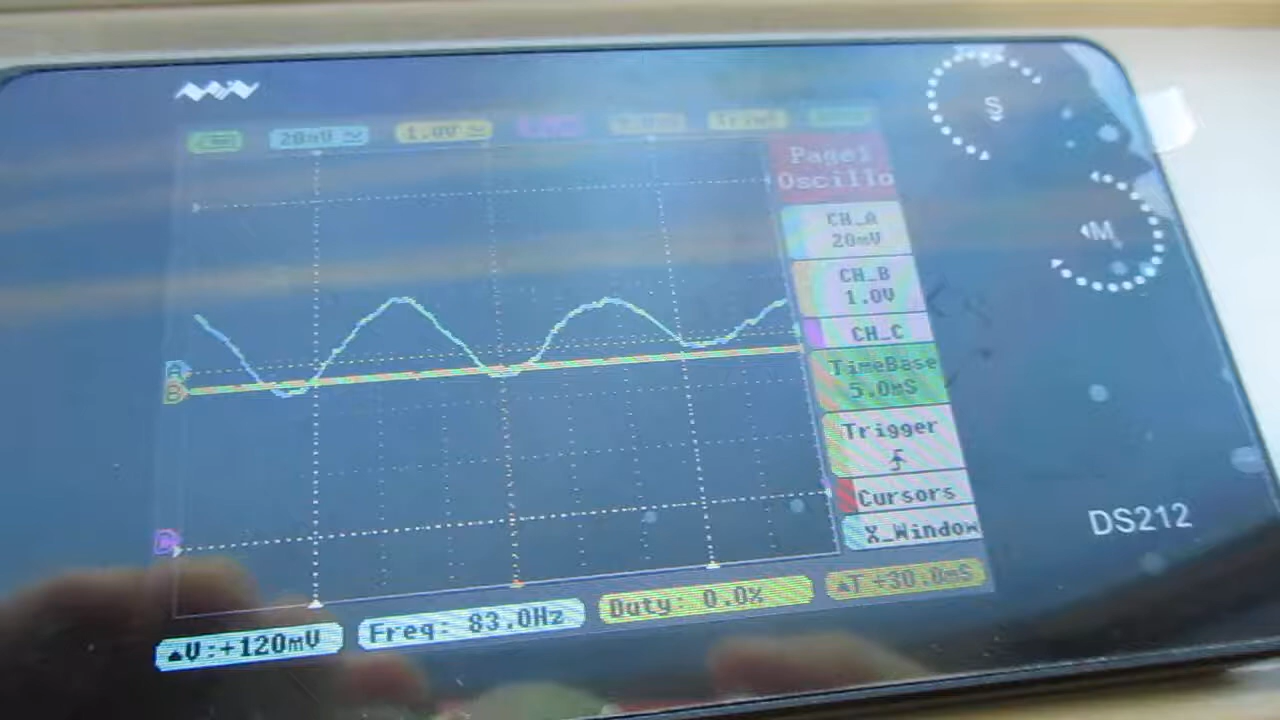 20mV
1.0V
S
Page1
Oscillo
CH_A
20mV
M
CH_B
1.0V
CH_C
A
B
TimeBase
5.0mS
Trigger
Cursors
X_Window
DS212
▲V:+120mV
Freq: 83.0Hz
Duty: 0.0%
▲T +30.0mS